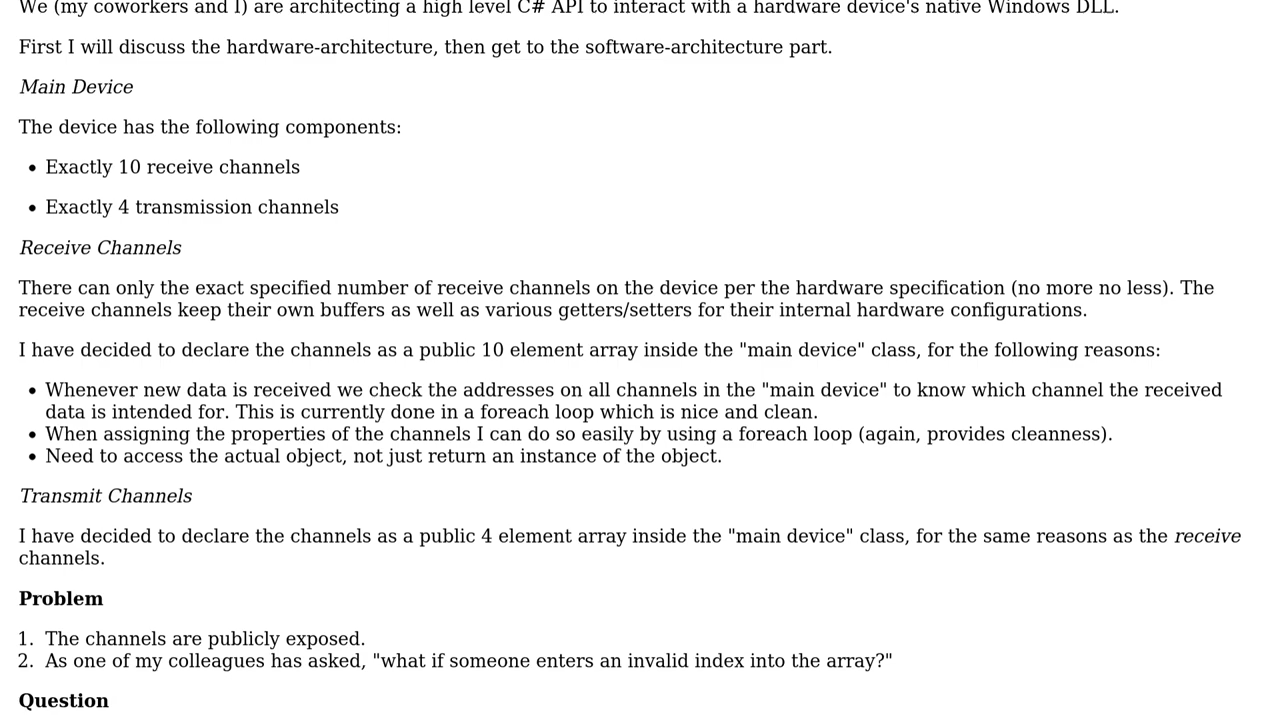 We (my coworkers and I) are architecting a high level C# API to interact with a hardware device's native Windows DLL.
First I will discuss the hardware-architecture, then get to the software-architecture part.
Main Device
The device has the following components:
• Exactly 10 receive channels
• Exactly 4 transmission channels
Receive Channels
There can only the exact specified number of receive channels on the device per the hardware specification (no more no less). The
receive channels keep their own buffers as well as various getters/setters for their internal hardware configurations.
I have decided to declare the channels as a public 10 element array inside the "main device" class, for the following reasons:
• Whenever new data is received we check the addresses on all channels in the "main device" to know which channel the received
data is intended for. This is currently done in a foreach loop which is nice and clean.
• When assigning the properties of the channels I can do so easily by using a foreach loop (again, provides cleanness).
• Need to access the actual object, not just return an instance of the object.
Transmit Channels
I have decided to declare the channels as a public 4 element array inside the "main device" class, for the same reasons as the receive
channels.
Problem
1. The channels are publicly exposed.
2. As one of my colleagues has asked, "what if someone enters an invalid index into the array?"
Question